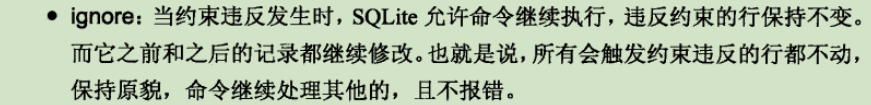 • ignore：当约束违反发生时，SQLite 允许命令继续执行，违反约束的行保持不变。
而它之前和之后的记录都继续修改。也就是说，所有会触发约束违反的行都不动，
保持原貌，命令继续处理其他的，且不报错。